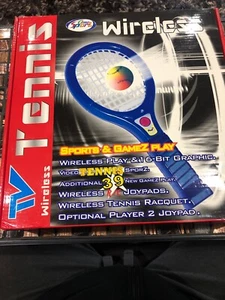 Wireless
TV Tennis
Wireless
SPORTS & GAMEZ PLAY
WIRELESS PLAY & 16-BIT GRAPHIC.
VIDEO TENNIS SPORZ.
ADDITIONAL 39 NEW GAMEZ PLAY.
WIRELESS JOYPADS.
WIRELESS TENNIS RACQUET.
OPTIONAL PLAYER 2 JOYPAD.